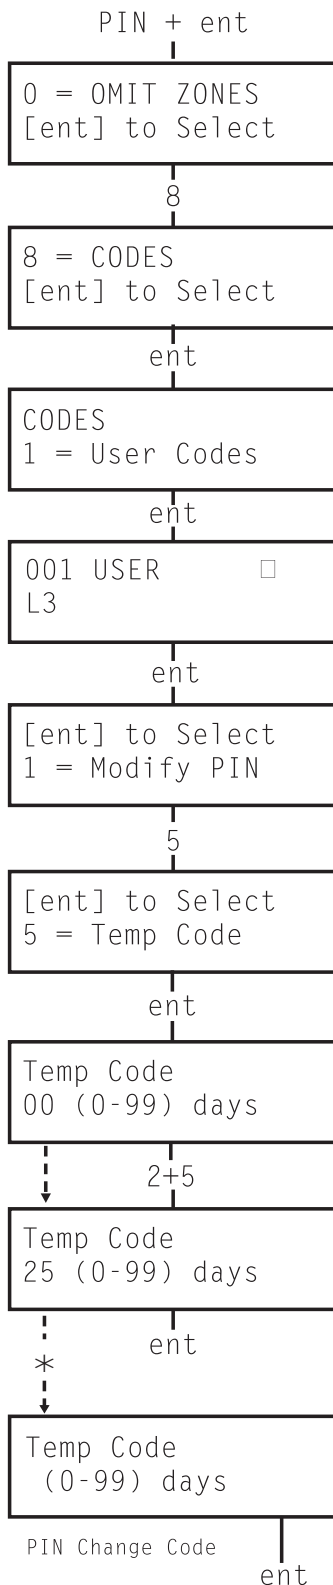 PIN + ent
0 = OMIT ZONES
[ent] to Select
8
8 = CODES
[ent] to Select
ent
CODES
1 = User Codes
ent
001 USER □
L3
ent
[ent] to Select
1 = Modify PIN
5
[ent] to Select
5 = Temp Code
ent
Temp Code
00 (0-99) days
2+5
Temp Code
25 (0-99) days
ent
*
Temp Code
(0-99) days
PIN Change Code
ent